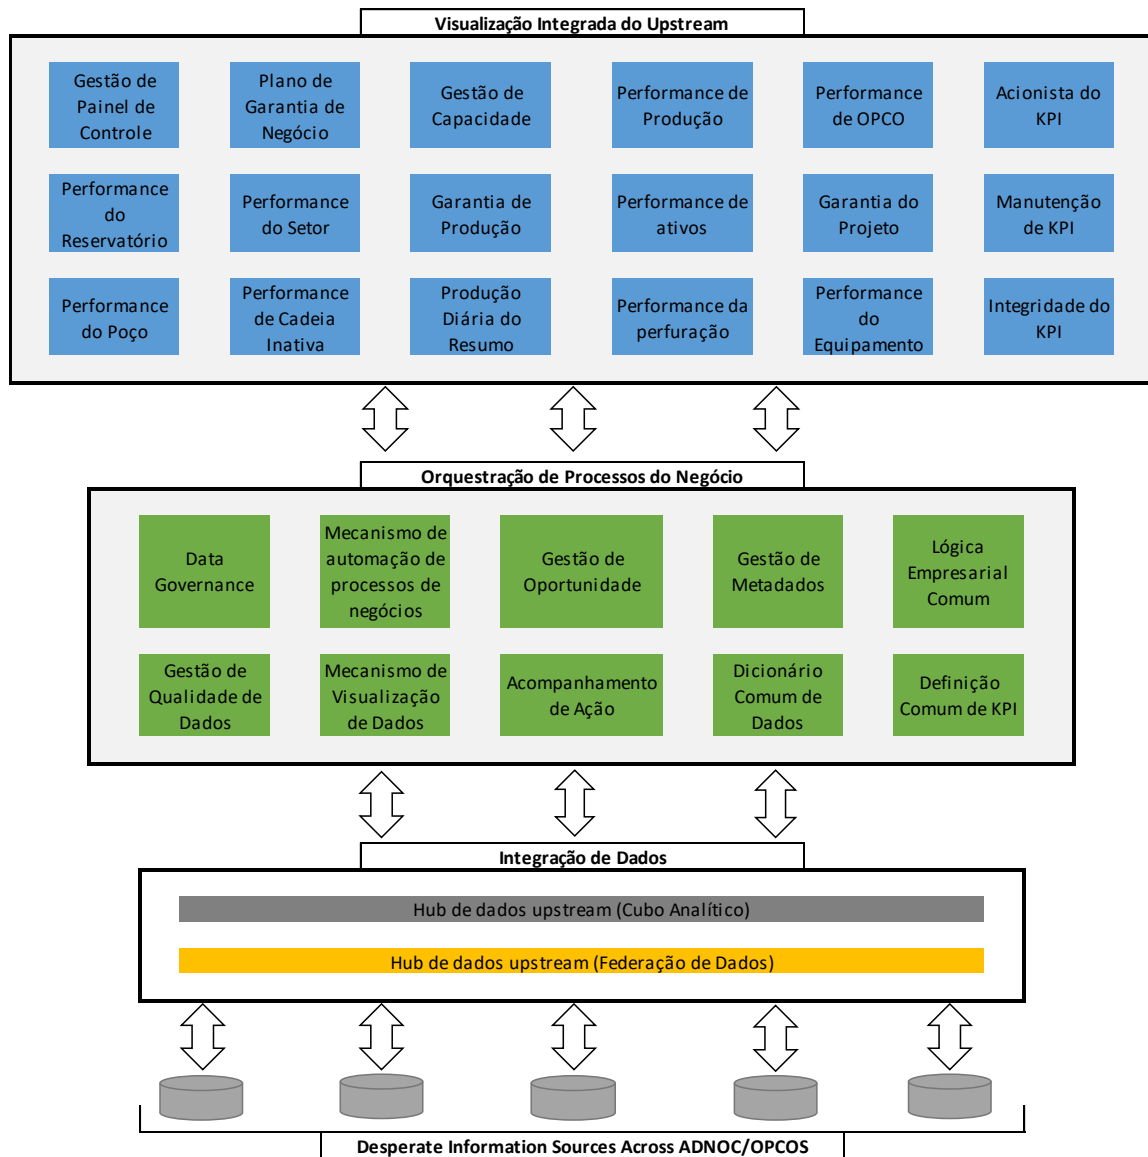 Visualização Integrada do Upstream
Gestão de
Painel de
Controle
Plano de
Garantia de
Negócio
Gestão de
Capacidade
Performance de
Produção
Performance
de OPCO
Acionista do
KPI
Performance
do
Reservatório
Performance
do Setor
Garantia de
Produção
Performance de
ativos
Garantia do
Projeto
Manutenção
de KPI
Performance
do Poço
Performance
de Cadeia
Inativa
Produção
Diária do
Resumo
Performance da
perfuração
Performance
do
Equipamento
Integridade do
KPI
Orquestração de Processos do Negócio
Data
Governance
Mecanismo de
automação de
processos de
negócios
Gestão de
Oportunidade
Gestão de
Metadados
Lógica
Empresarial
Comum
Gestão de
Qualidade de
Dados
Mecanismo de
Visualização
de Dados
Acompanhamento
de Ação
Dicionário
Comum de
Dados
Definição
Comum de KPI
Integração de Dados
Hub de dados upstream (Cubo Analítico)
Hub de dados upstream (Federação de Dados)
Desperate Information Sources Across ADNOC/OPCOS